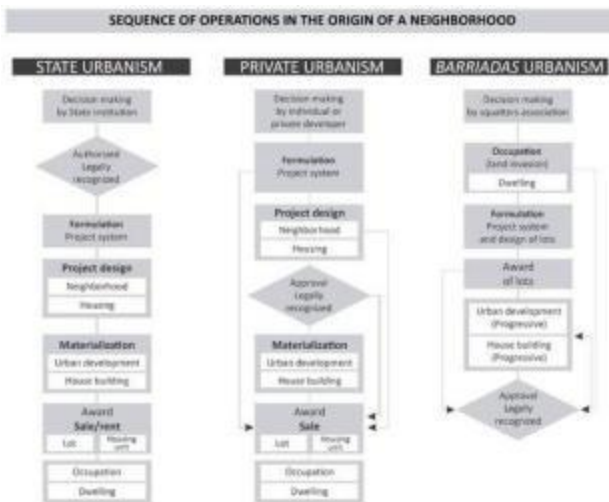 SEQUENCE OF OPERATIONS IN THE ORIGIN OF A NEIGHBORHOOD
STATE URBANISM
Decision making
by State institution
Authorized
Legally
recognized
Formulation
Project system
Project design
Neighborhood
Housing
Materialization
Urban development
House building
Award
Sale/rent
Lot
Housing
unit
Occupation
Dwelling
PRIVATE URBANISM
Decision making
by individual or
private developer
Formulation
Project system
Project design
Neighborhood
Housing
Approval
Legally
recognized
Materialization
Urban development
House building
Award
Sale
Lot
Housing
unit
Occupation
Dwelling
BARRIADAS URBANISM
Decision making
by squatters association
Occupation
(land invasion)
Dwelling
Formulation
Project system
and design of lots
Award
of lots
Urban development
(Progressive)
House building
(Progressive)
Approval
Legally
recognized